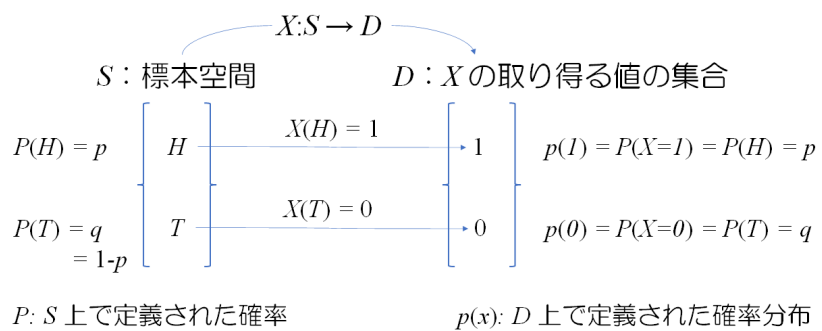 X:S → D
S：標本空間 D：Xの取り得る値の集合
P(H) = p H X(H) = 1 1 p(1) = P(X=1) = P(H) = p
P(T) = q T X(T) = 0 0 p(0) = P(X=0) = P(T) = q
= 1-p
P: S 上で定義された確率 p(x): D 上で定義された確率分布